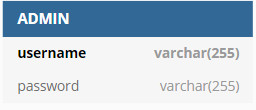 ADMIN
username varchar(255)
password varchar(255)